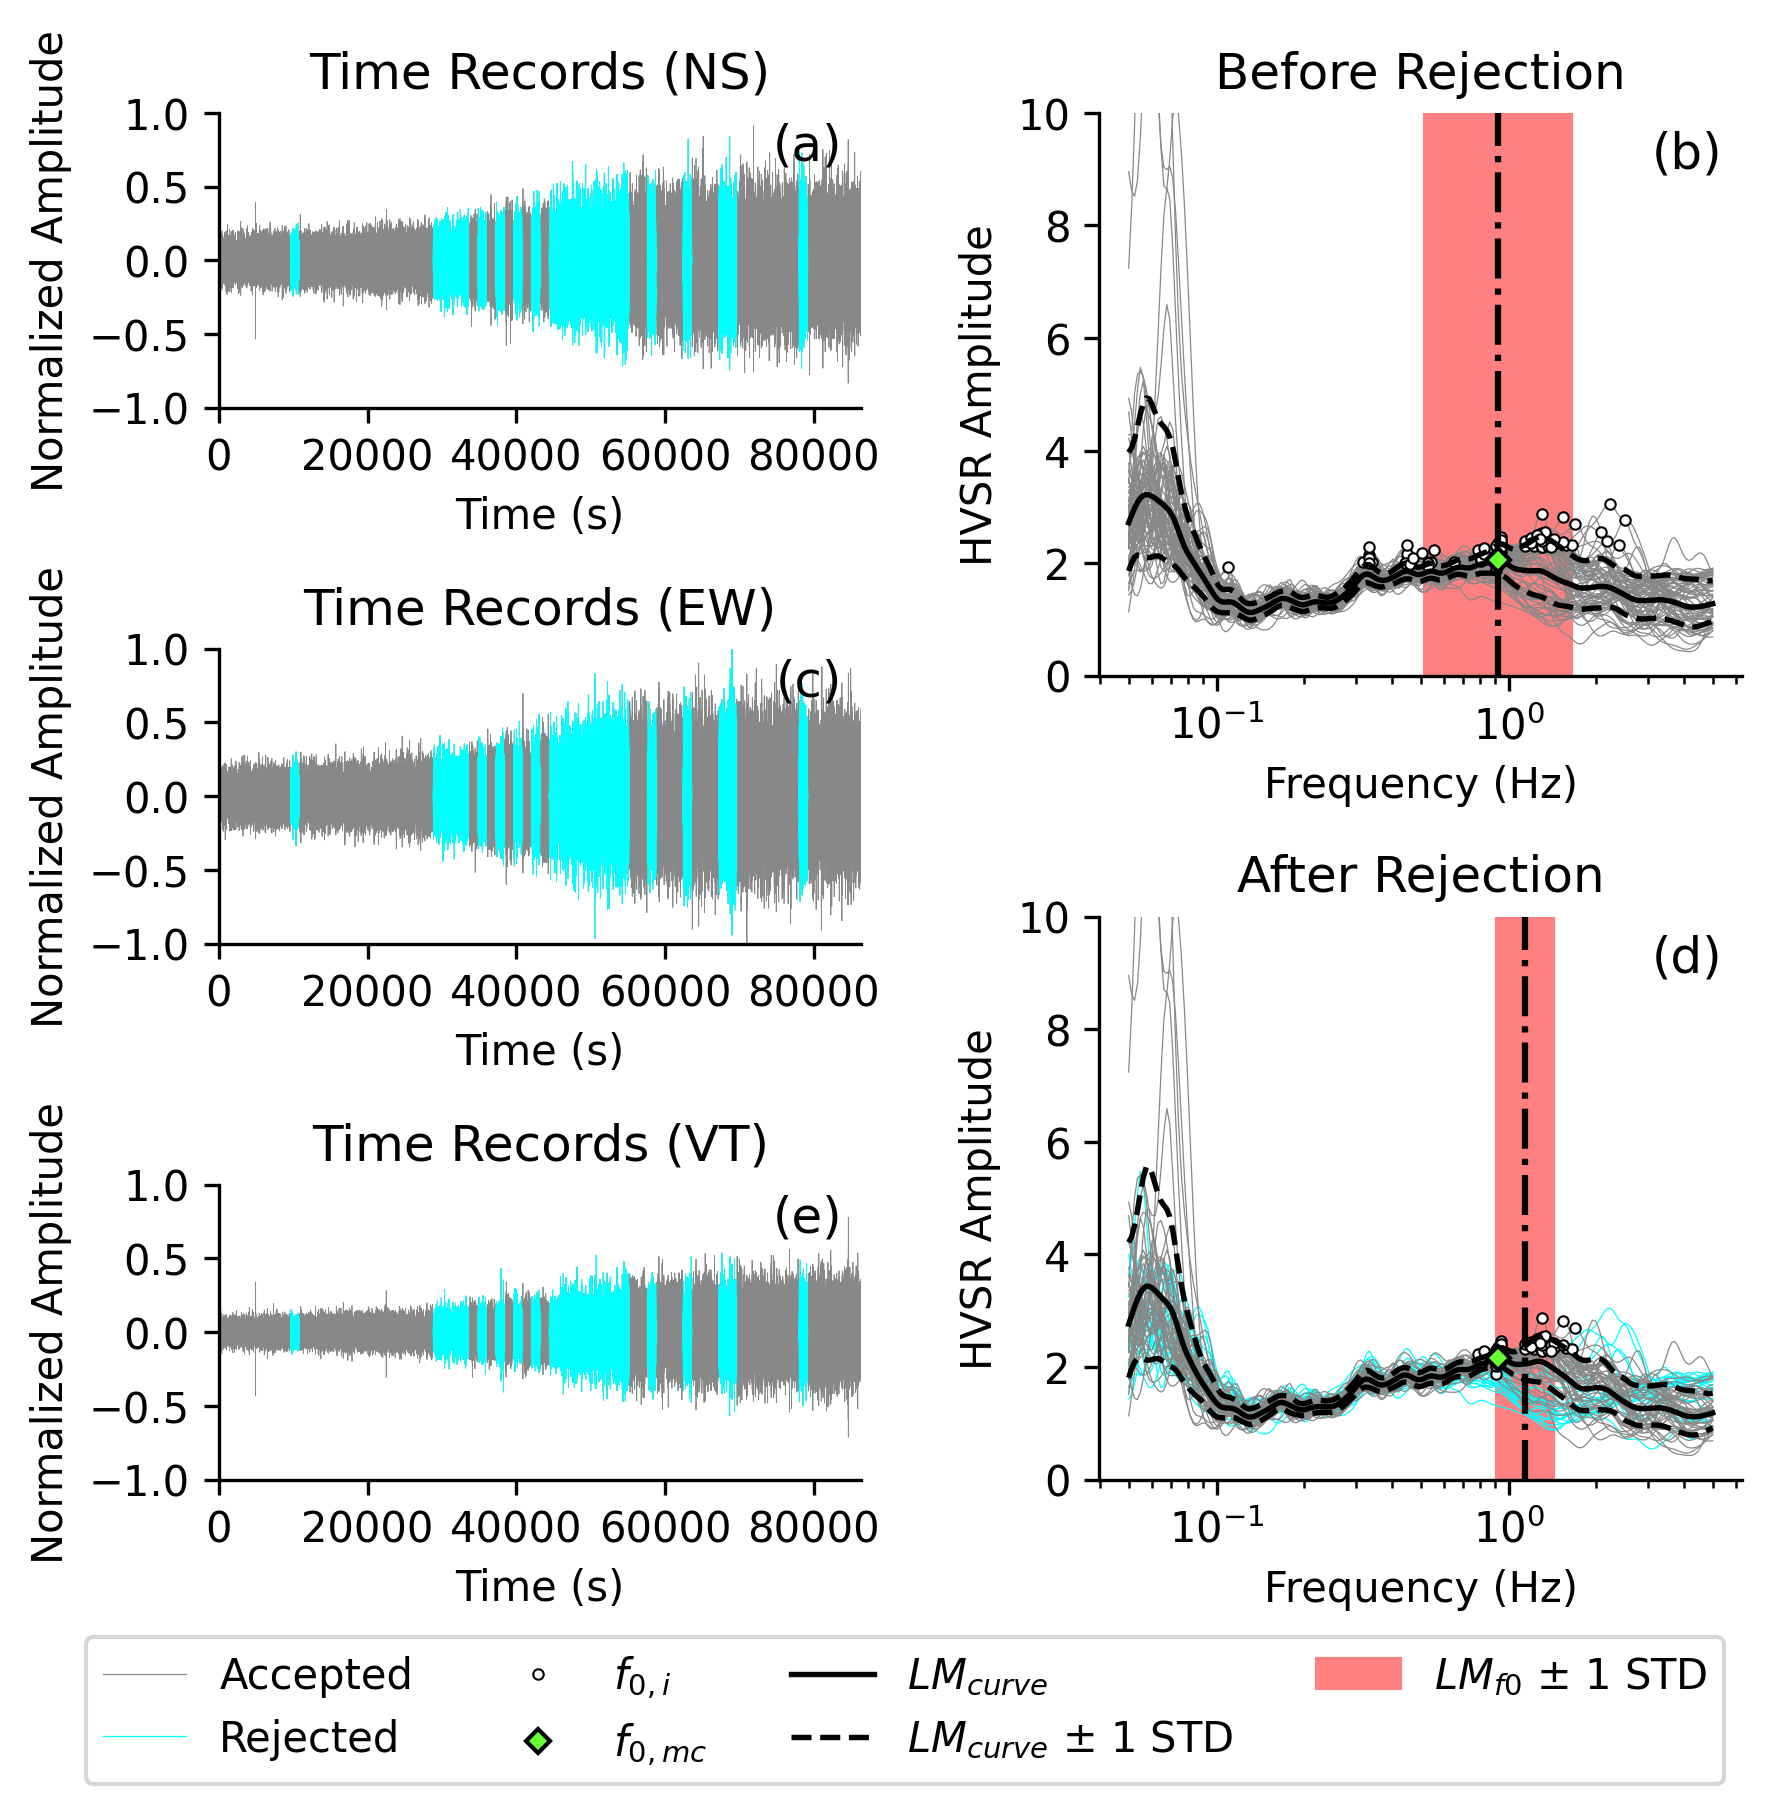 Time Records (NS)
Normalized Amplitude
1.0
0.5
0.0
−0.5
−1.0
(a)
0 20000 40000 60000 80000
Time (s)
Before Rejection
HVSR Amplitude
10
8
6
4
2
0
(b)
10⁻¹ 10⁰
Frequency (Hz)
Time Records (EW)
Normalized Amplitude
1.0
0.5
0.0
−0.5
−1.0
(c)
0 20000 40000 60000 80000
Time (s)
After Rejection
HVSR Amplitude
10
8
6
4
2
0
(d)
10⁻¹ 10⁰
Frequency (Hz)
Time Records (VT)
Normalized Amplitude
1.0
0.5
0.0
−0.5
−1.0
(e)
0 20000 40000 60000 80000
Time (s)
Accepted
Rejected
f0,i
f0,mc
LMcurve
LMcurve ± 1 STD
LMf0 ± 1 STD